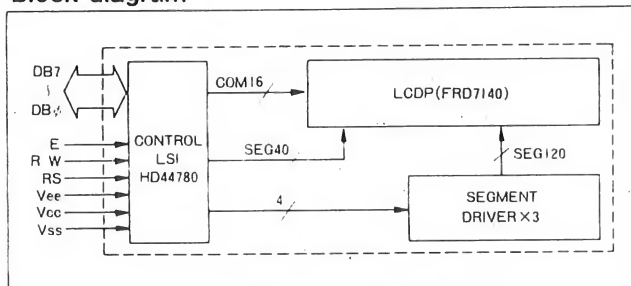 Block diagram
DB7
DB0
E
R W
RS
Vee
Vcc
Vss
CONTROL
LSI
HD44780
COM16
SEG40
4
LCDP(FRD7140)
SEG120
SEGMENT
DRIVER×3